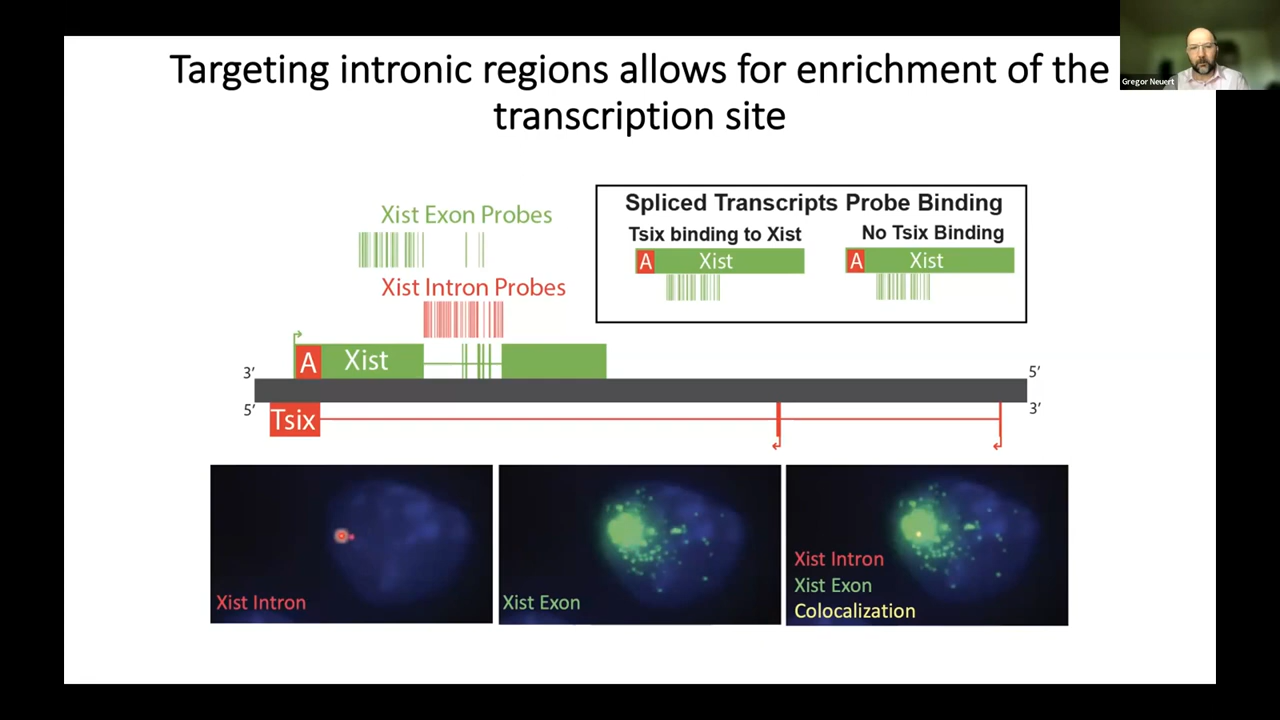 Targeting intronic regions allows for enrichment of the
transcription site
Gregor Neuert
Xist Exon Probes
Xist Intron Probes
Spliced Transcripts Probe Binding
Tsix binding to Xist
No Tsix Binding
A Xist
A Xist
A Xist
3’
5’
5’
3’
Tsix
Xist Intron
Xist Exon
Xist Intron
Xist Exon
Colocalization